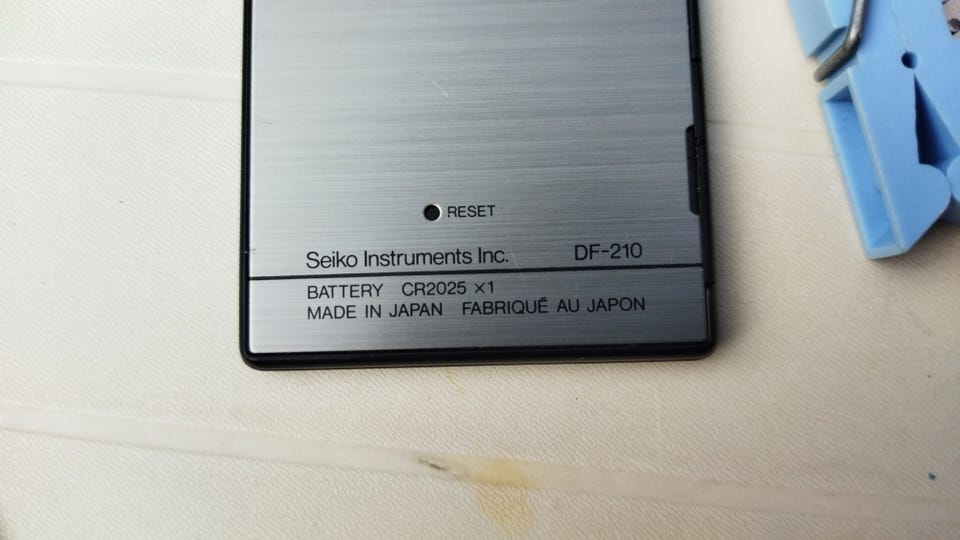 RESET
Seiko Instruments Inc. DF-210
BATTERY CR2025 ×1
MADE IN JAPAN FABRIQUÉ AU JAPON